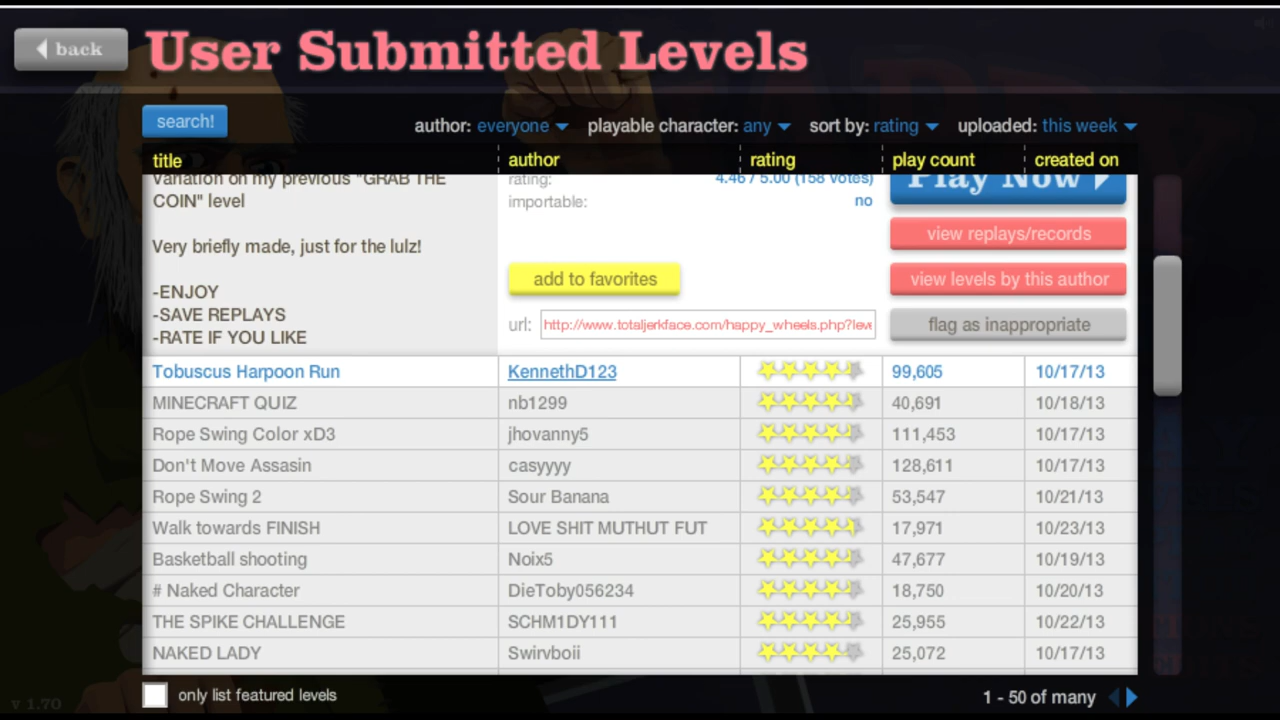 back
User Submitted Levels
search!
author: everyone playable character: any sort by: rating uploaded: this week
title author rating play count created on
Variation on my previous "GRAB THE
COIN" level
Very briefly made, just for the lulz!
-ENJOY
-SAVE REPLAYS
-RATE IF YOU LIKE
rating: 4.46 / 5.00 (158 votes)
importable: no
add to favorites
url: http://www.totaljerkface.com/happy_wheels.php?leve
Play Now
view replays/records
view levels by this author
flag as inappropriate
Tobuscus Harpoon Run KennethD123 99,605 10/17/13
MINECRAFT QUIZ nb1299 40,691 10/18/13
Rope Swing Color xD3 jhovanny5 111,453 10/17/13
Don't Move Assasin casyyyy 128,611 10/17/13
Rope Swing 2 Sour Banana 53,547 10/21/13
Walk towards FINISH LOVE SHIT MUTHUT FUT 17,971 10/23/13
Basketball shooting Noix5 47,677 10/19/13
# Naked Character DieToby056234 18,750 10/20/13
THE SPIKE CHALLENGE SCHM1DY111 25,955 10/22/13
NAKED LADY Swirvboii 25,072 10/17/13
only list featured levels
1 - 50 of many
v 1.70